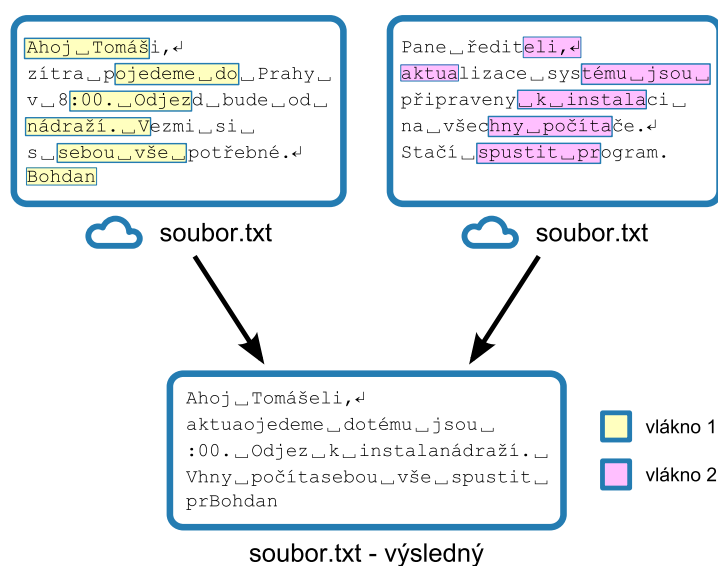 Ahoj␣Tomáši,↲
zítra␣pojedeme␣do␣Prahy␣
v␣8:00.␣Odjezd␣bude␣od␣
nádraží.␣Vezmi␣si␣
s␣sebou␣vše␣potřebné.↲
Bohdan
soubor.txt
Pane␣řediteli,↲
aktualizace␣systému␣jsou␣
připraveny␣k␣instalaci␣
na␣všechny␣počítače.↲
Stačí␣spustit␣program.
soubor.txt
Ahoj␣Tomášeli,↲
aktuaojedeme␣dotému␣jsou␣
:00.␣Odjez␣k␣instalanádraží.␣
Vhny␣počítasebou␣vše␣spustit␣
prBohdan
soubor.txt - výsledný
vlákno 1
vlákno 2